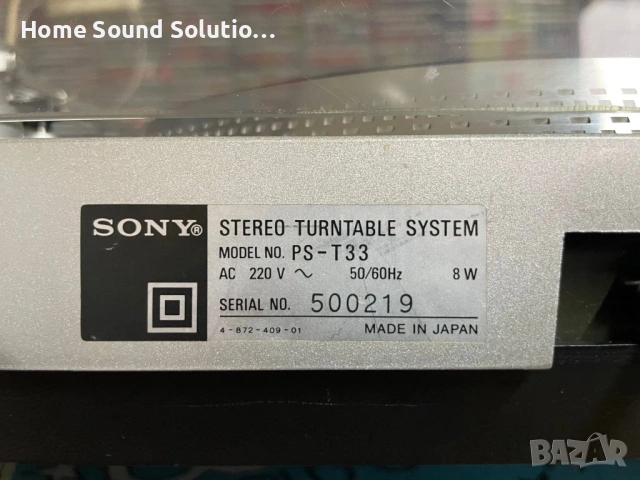 Home Sound Solutio...
SONY®
STEREO TURNTABLE SYSTEM
MODEL NO. PS-T33
AC 220 V ~ 50/60Hz 8 W
SERIAL NO. 500219
4-872-409-01 MADE IN JAPAN
BAZAR